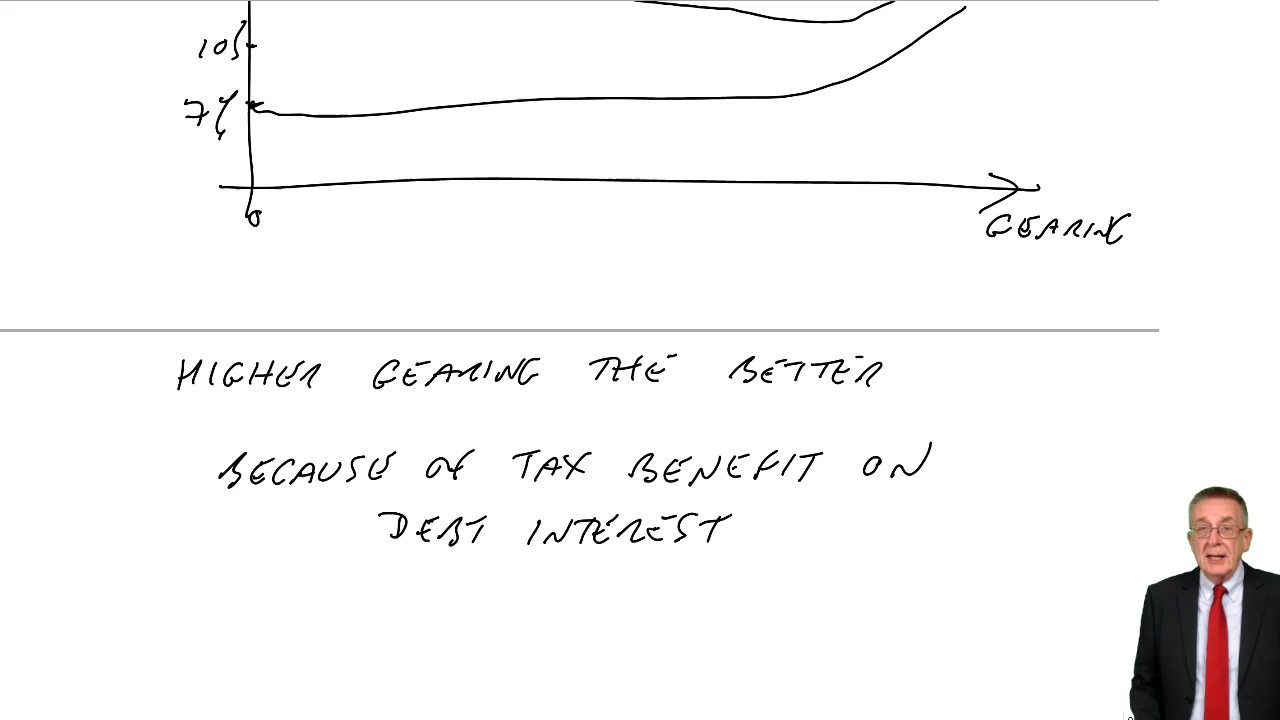 10%
7%
0
GEARING
HIGHER GEARING THE BETTER
BECAUSE OF TAX BENEFIT ON
DEBT INTEREST